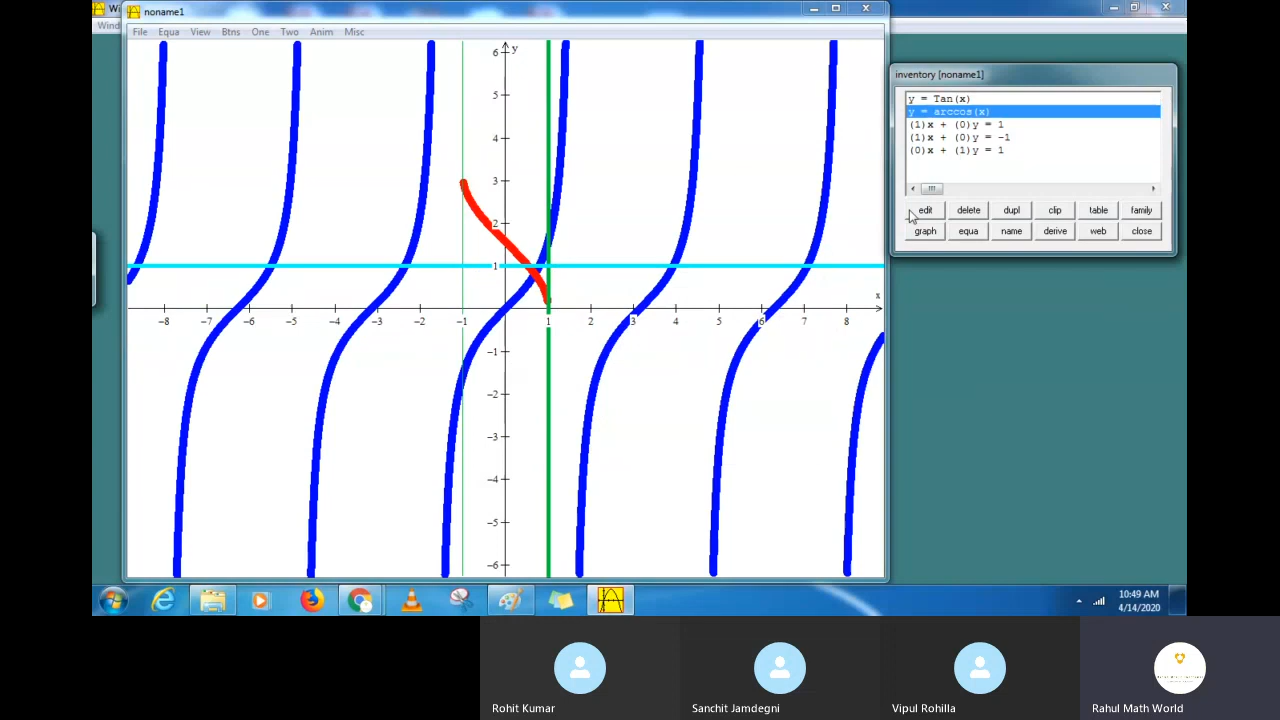 Wi
noname1
Wind
File Equa View Btns One Two Anim Misc
y
6
5
4
3
2
1
x
−8 −7 −6 −5 −4 −3 −2 −1 1 2 3 4 5 6 7 8
−1
−2
−3
−4
−5
−6
inventory [noname1]
y = Tan(x)
y = arccos(x)
(1)x + (0)y = 1
(1)x + (0)y = -1
(0)x + (1)y = 1
edit delete dupl clip table family
graph equa name derive web close
10:49 AM
4/14/2020
Rohit Kumar
Sanchit Jamdegni
Vipul Rohilla
Rahul Math World